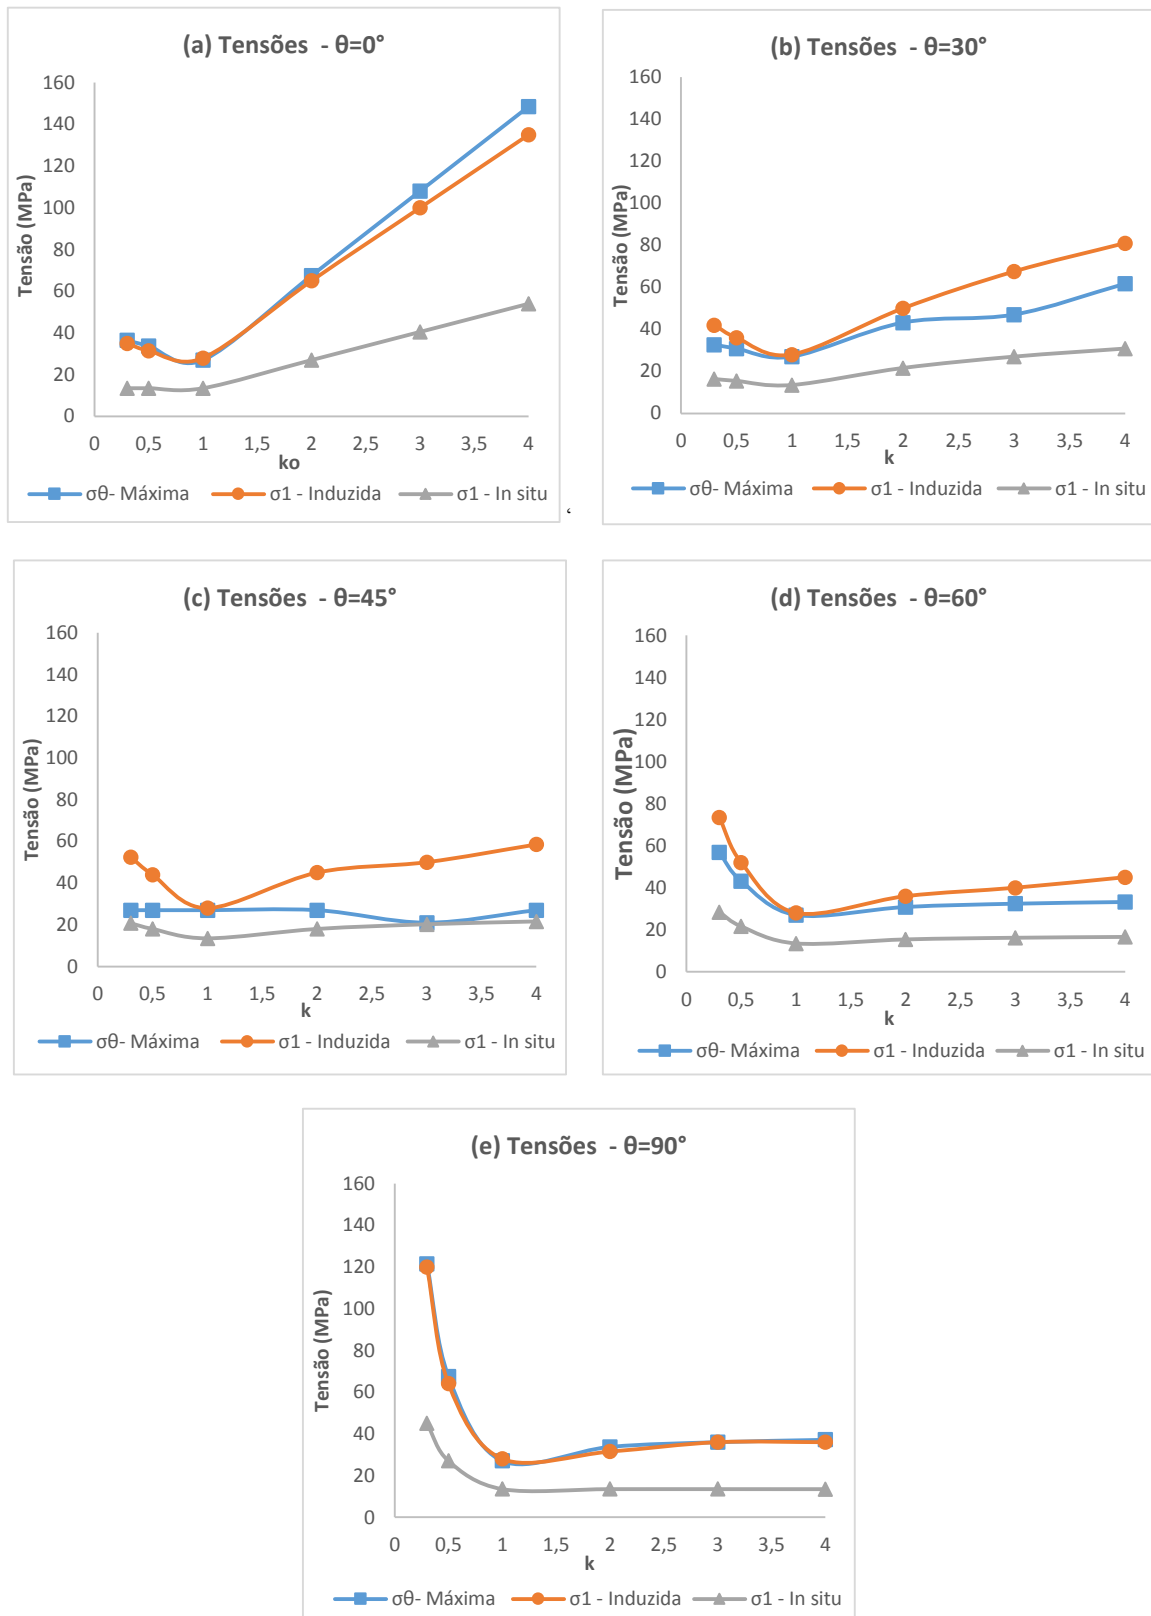 (a) Tensões - θ=0°
160
140
120
100
80
60
40
20
0
Tensão (MPa)
0 0,5 1 1,5 2 2,5 3 3,5 4
ko
σθ- Máxima σ1 - Induzida σ1 - In situ
(b) Tensões - θ=30°
160
140
120
100
80
60
40
20
0
Tensão (MPa)
0 0,5 1 1,5 2 2,5 3 3,5 4
k
σθ- Máxima σ1 - Induzida σ1 - In situ
(c) Tensões - θ=45°
160
140
120
100
80
60
40
20
0
Tensão (MPa)
0 0,5 1 1,5 2 2,5 3 3,5 4
k
σθ- Máxima σ1 - Induzida σ1 - In situ
(d) Tensões - θ=60°
160
140
120
100
80
60
40
20
0
Tensão (MPa)
0 0,5 1 1,5 2 2,5 3 3,5 4
k
σθ- Máxima σ1 - Induzida σ1 - In situ
(e) Tensões - θ=90°
160
140
120
100
80
60
40
20
0
Tensão (MPa)
0 0,5 1 1,5 2 2,5 3 3,5 4
k
σθ- Máxima σ1 - Induzida σ1 - In situ